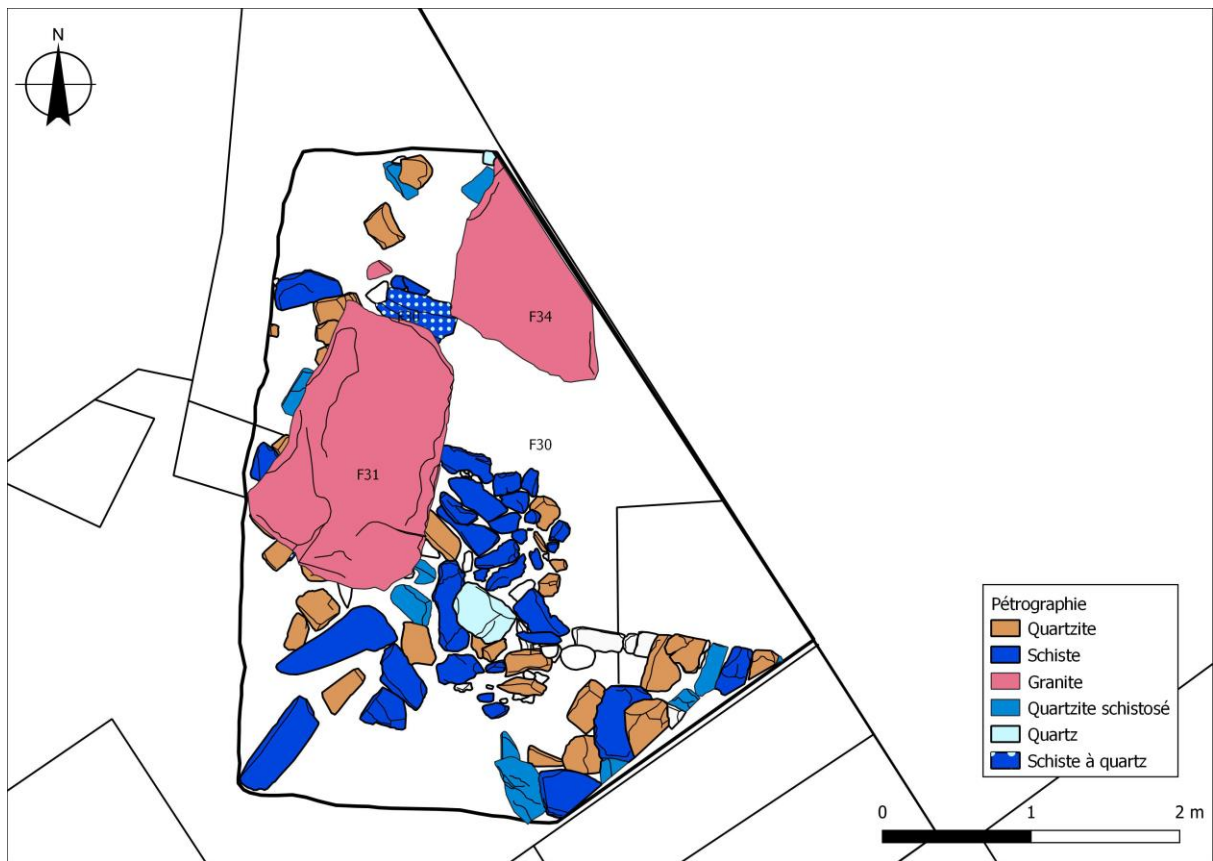 N
F34
F30
F31
Pétrographie
Quartzite
Schiste
Granite
Quartzite schistosé
Quartz
Schiste à quartz
0 1 2 m